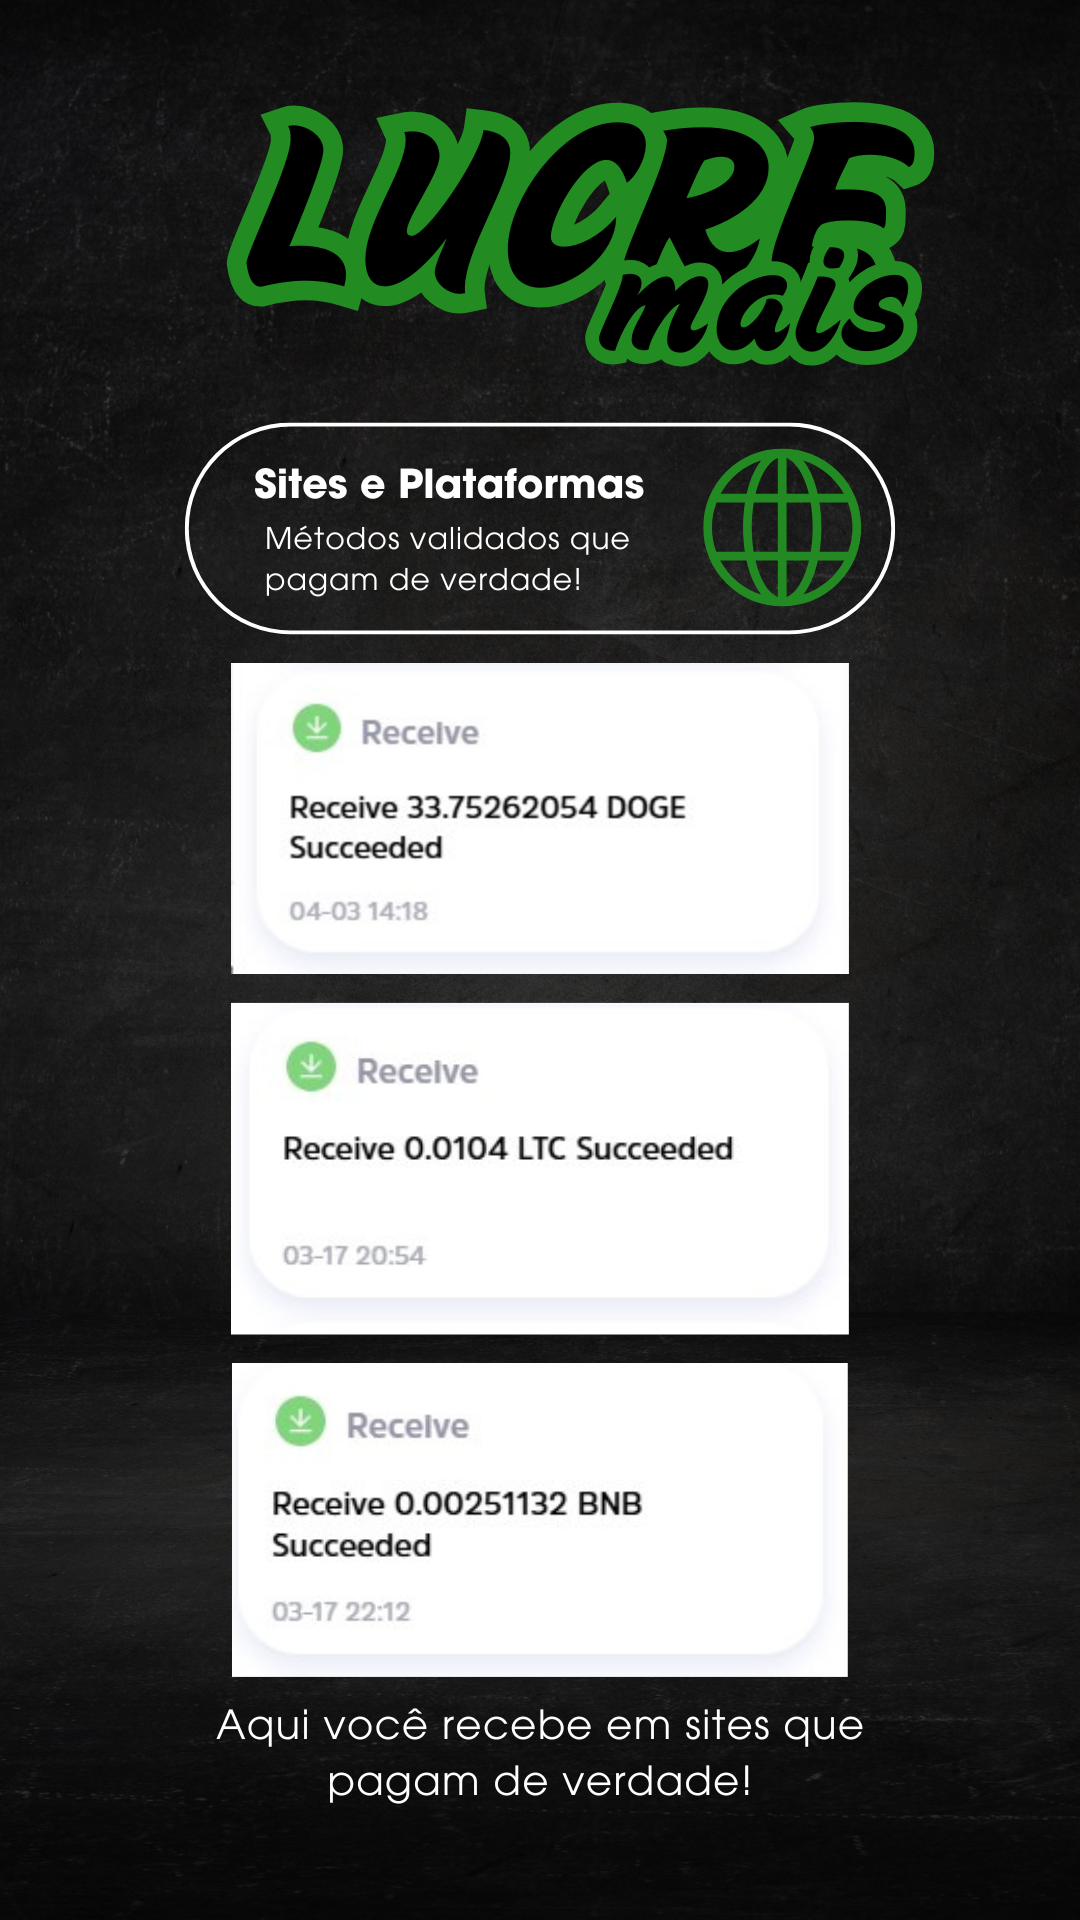 LUCRE
mais
Sites e Plataformas
Métodos validados que
pagam de verdade!
Receive
Receive 33.75262054 DOGE
Succeeded
04-03 14:18
Receive
Receive 0.0104 LTC Succeeded
03-17 20:54
Receive
Receive 0.00251132 BNB
Succeeded
03-17 22:12
Aqui você recebe em sites que
pagam de verdade!